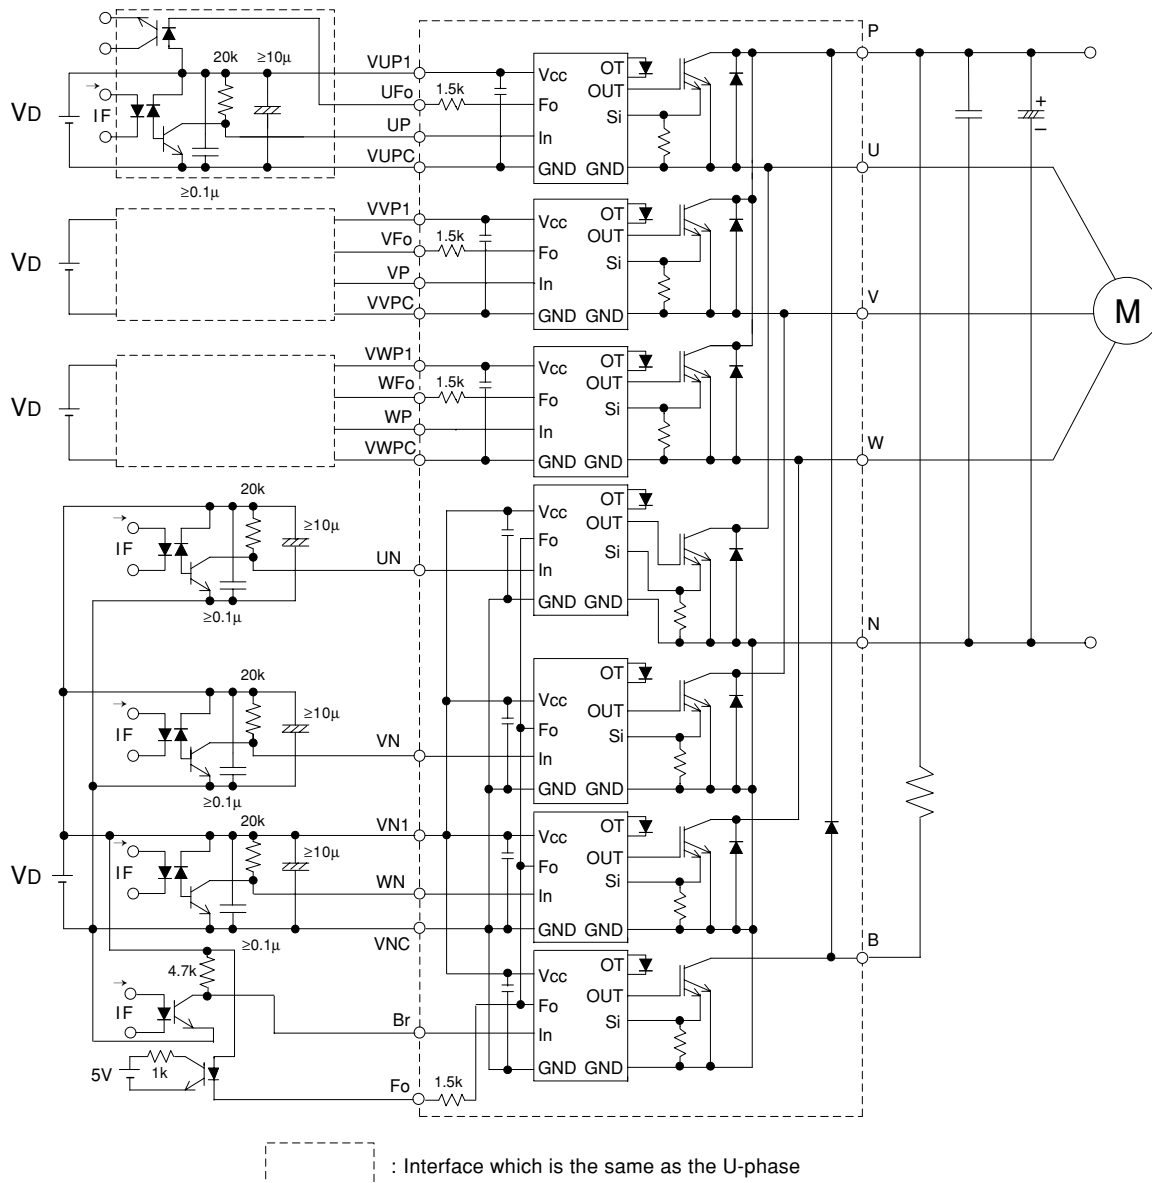 P
20k
≥10μ
VUP1
OT
Vcc
OUT
UFo
1.5k
+
VD
→
IF
Fo
Si
–
UP
In
U
VUPC
GND GND
≥0.1μ
VVP1
OT
Vcc
OUT
VFo
1.5k
Fo
VD
Si
VP
In
V
VVPC
GND GND
M
VWP1
OT
Vcc
OUT
WFo
1.5k
Fo
VD
Si
WP
In
W
VWPC
GND GND
20k
OT
→
≥10μ
Vcc
OUT
IF
Fo
Si
UN
In
≥0.1μ
GND GND
N
20k
OT
→
≥10μ
Vcc
OUT
IF
Fo
Si
VN
In
≥0.1μ
GND GND
20k
VN1
OT
Vcc
→
≥10μ
OUT
VD
IF
Fo
Si
WN
In
GND GND
≥0.1μ
VNC
B
4.7k
OT
Vcc
→
OUT
IF
Fo
Si
Br
In
5V
1k
GND GND
Fo
1.5k
: Interface which is the same as the U-phase